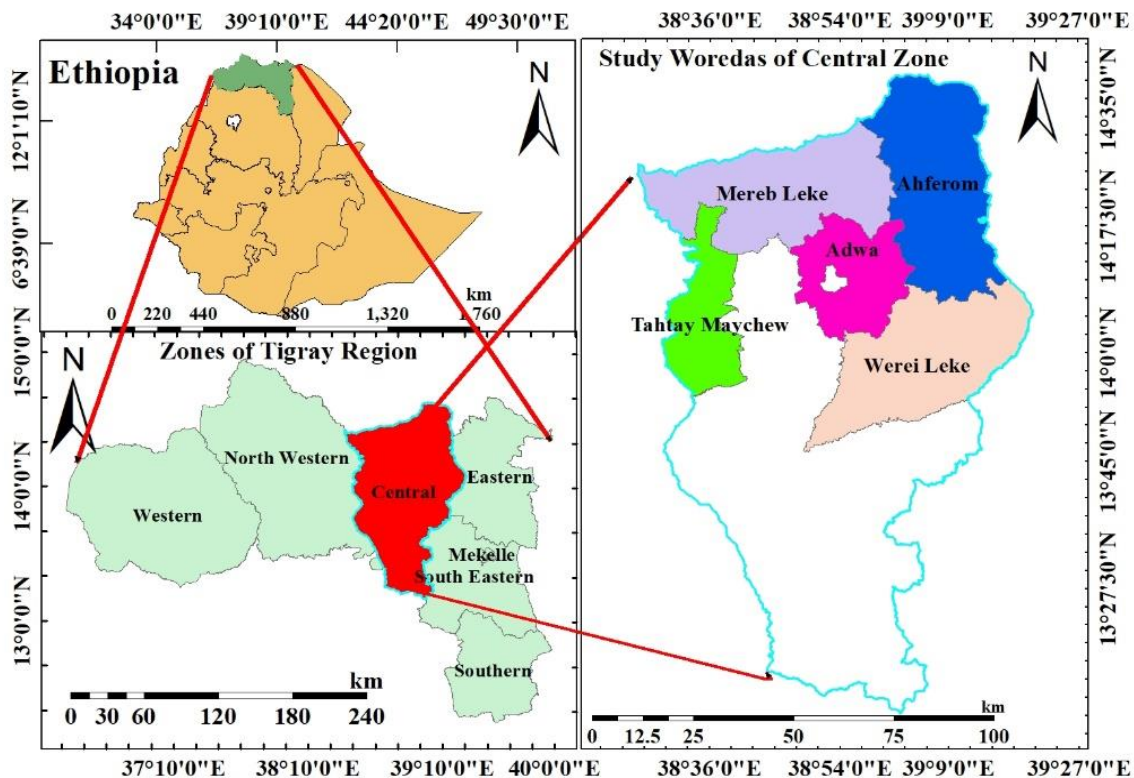 34°0'0"E 39°10'0"E 44°20'0"E 49°30'0"E
Ethiopia
N
12°1'10"N
6°39'0"N
km
0 220 440 880 1,320 1,760
Zones of Tigray Region
N
15°0'0"N
14°0'0"N
13°0'0"N
North Western
Western
Central
Eastern
Mekelle
South Eastern
Southern
km
0 30 60 120 180 240
37°10'0"E 38°10'0"E 39°10'0"E 40°0'0"E
38°36'0"E 38°54'0"E 39°9'0"E 39°27'0"E
Study Woredas of Central Zone
N
14°35'0"N
14°17'30"N
14°0'0"N
13°45'0"N
13°27'30"N
Ahferom
Mereb Leke
Adwa
Tahtay Maychew
Werei Leke
km
0 12.5 25 50 75 100
38°36'0"E 38°54'0"E 39°9'0"E 39°27'0"E